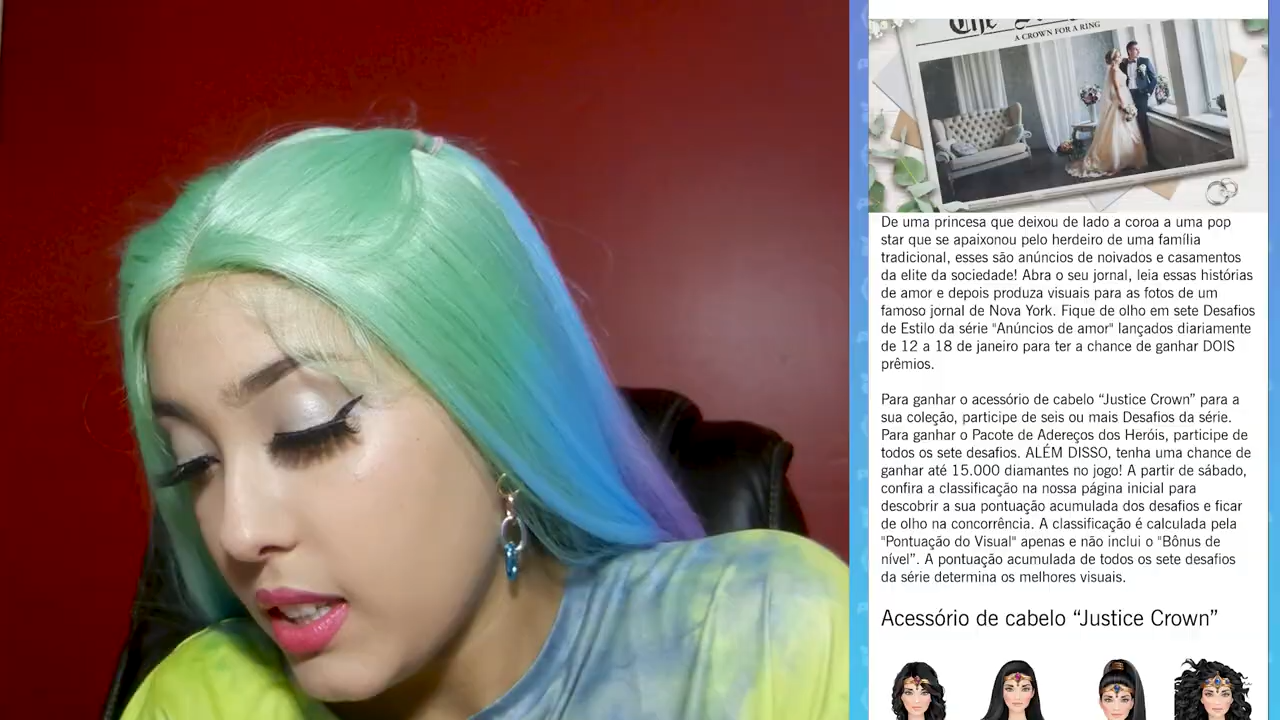 The
A CROWN FOR A RING
De uma princesa que deixou de lado a coroa a uma pop
star que se apaixonou pelo herdeiro de uma família
tradicional, esses são anúncios de noivados e casamentos
da elite da sociedade! Abra o seu jornal, leia essas histórias
de amor e depois produza visuais para as fotos de um
famoso jornal de Nova York. Fique de olho em sete Desafios
de Estilo da série "Anúncios de amor" lançados diariamente
de 12 a 18 de janeiro para ter a chance de ganhar DOIS
prêmios.
Para ganhar o acessório de cabelo “Justice Crown” para a
sua coleção, participe de seis ou mais Desafios da série.
Para ganhar o Pacote de Adereços dos Heróis, participe de
todos os sete desafios. ALÉM DISSO, tenha uma chance de
ganhar até 15.000 diamantes no jogo! A partir de sábado,
confira a classificação na nossa página inicial para
descobrir a sua pontuação acumulada dos desafios e ficar
de olho na concorrência. A classificação é calculada pela
"Pontuação do Visual" apenas e não inclui o "Bônus de
nível”. A pontuação acumulada de todos os sete desafios
da série determina os melhores visuais.
Acessório de cabelo “Justice Crown”